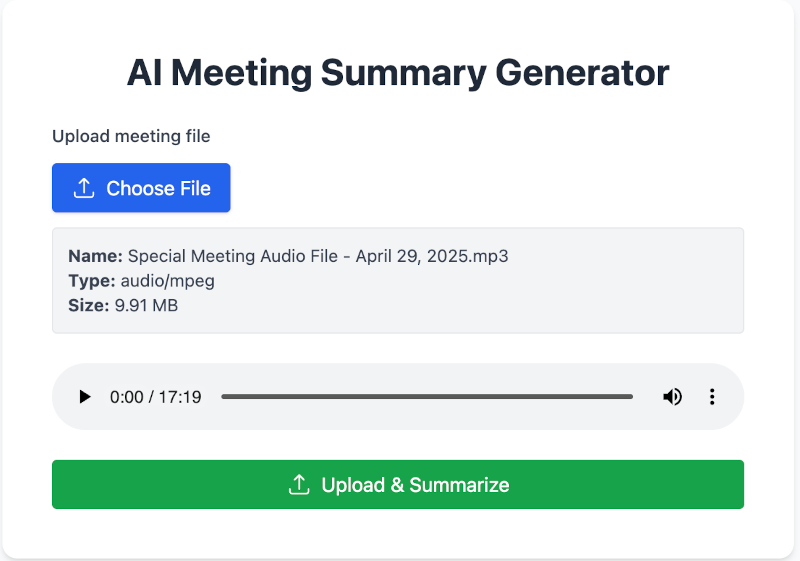 AI Meeting Summary Generator
Upload meeting file
Choose File
Name: Special Meeting Audio File - April 29, 2025.mp3
Type: audio/mpeg
Size: 9.91 MB
0:00 / 17:19
Upload & Summarize